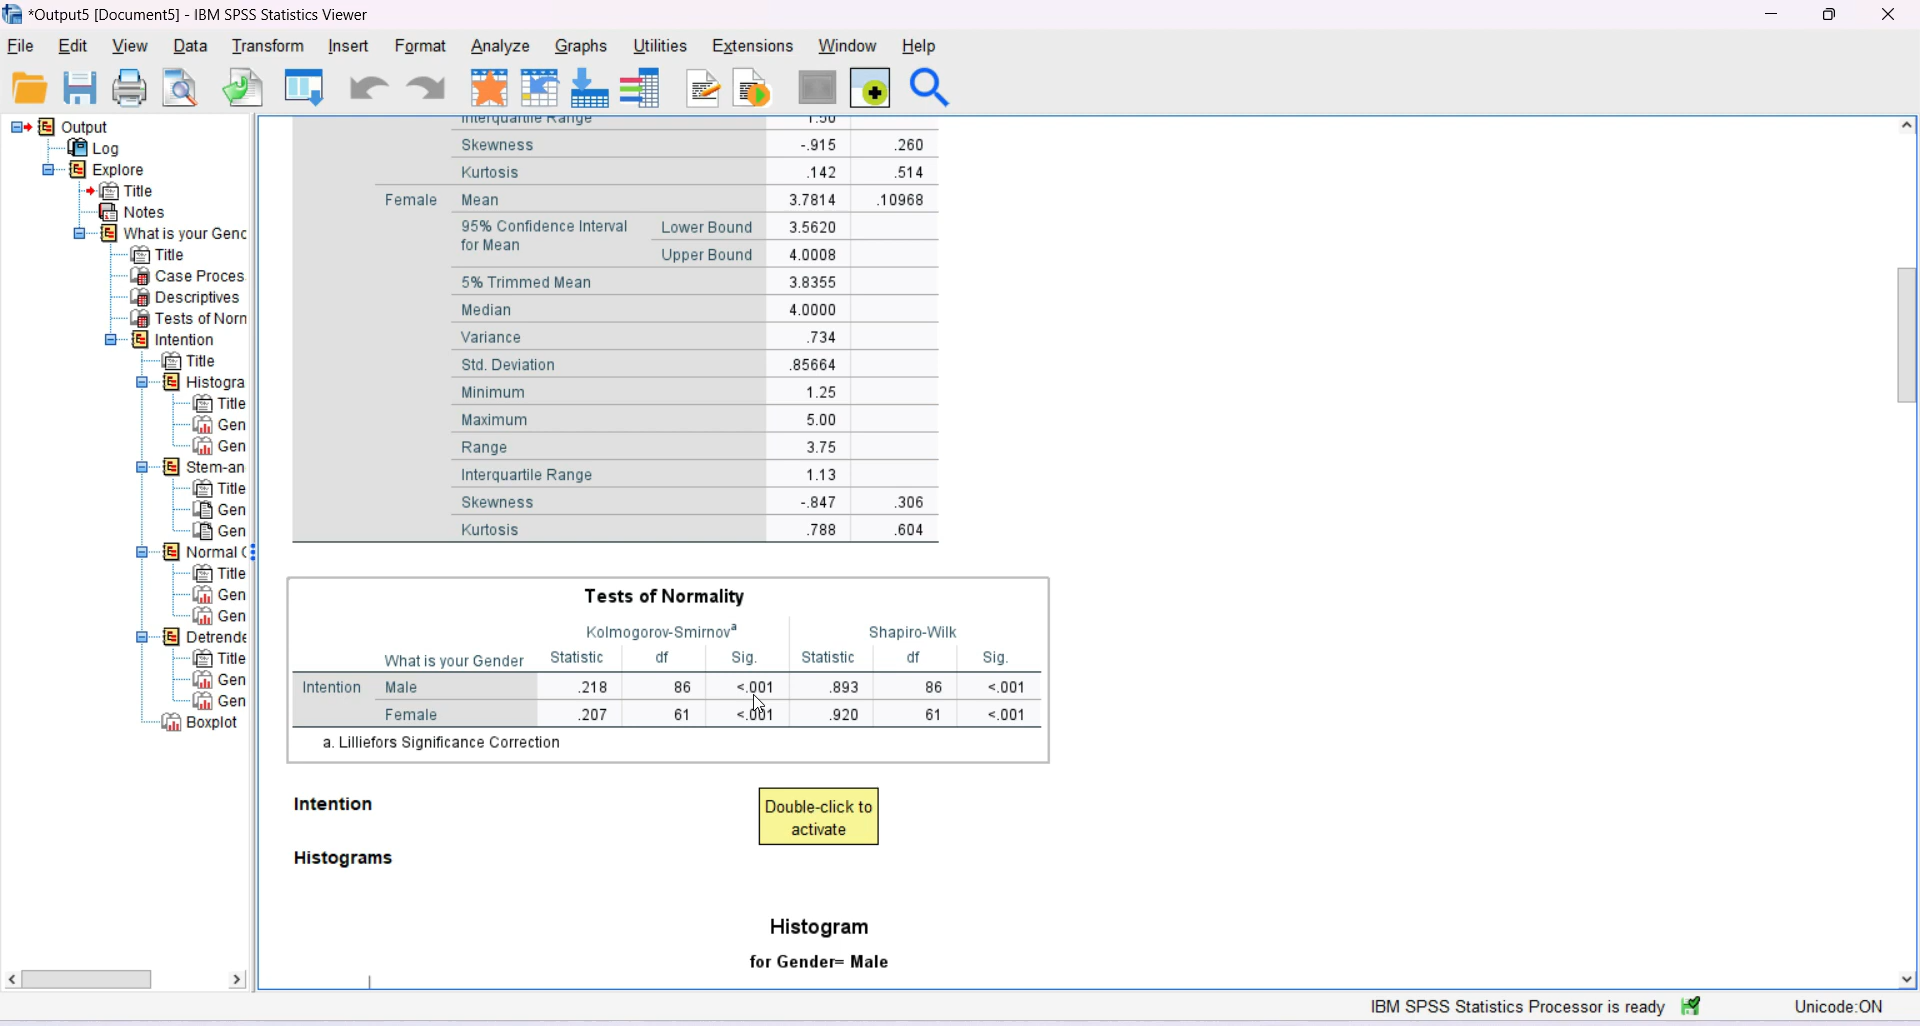 *Output5 [Document5] - IBM SPSS Statistics Viewer
File Edit View Data Transform Insert Format Analyze Graphs Utilities Extensions Window Help
Output
Log
Explore
Title
Notes
What is your Genc
Title
Case Proces
Descriptives
Tests of Norn
Intention
Title
Histogra
Title
Gen
Gen
Stem-an
Title
Gen
Gen
Normal (
Title
Gen
Gen
Detrende
Title
Gen
Gen
Boxplot
Interquartile Range 1.50
Skewness -.915 .260
Kurtosis .142 .514
Female Mean 3.7814 .10968
95% Confidence Interval for Mean Lower Bound 3.5620
Upper Bound 4.0008
5% Trimmed Mean 3.8355
Median 4.0000
Variance .734
Std. Deviation .85664
Minimum 1.25
Maximum 5.00
Range 3.75
Interquartile Range 1.13
Skewness -.847 .306
Kurtosis .788 .604
Tests of Normality
Kolmogorov-Smirnovᵃ Shapiro-Wilk
What is your Gender Statistic df Sig. Statistic df Sig.
Intention Male .218 86 <.001 .893 86 <.001
Female .207 61 <.001 .920 61 <.001
a. Lilliefors Significance Correction
Intention
Double-click to
activate
Histograms
Histogram
for Gender= Male
IBM SPSS Statistics Processor is ready Unicode:ON